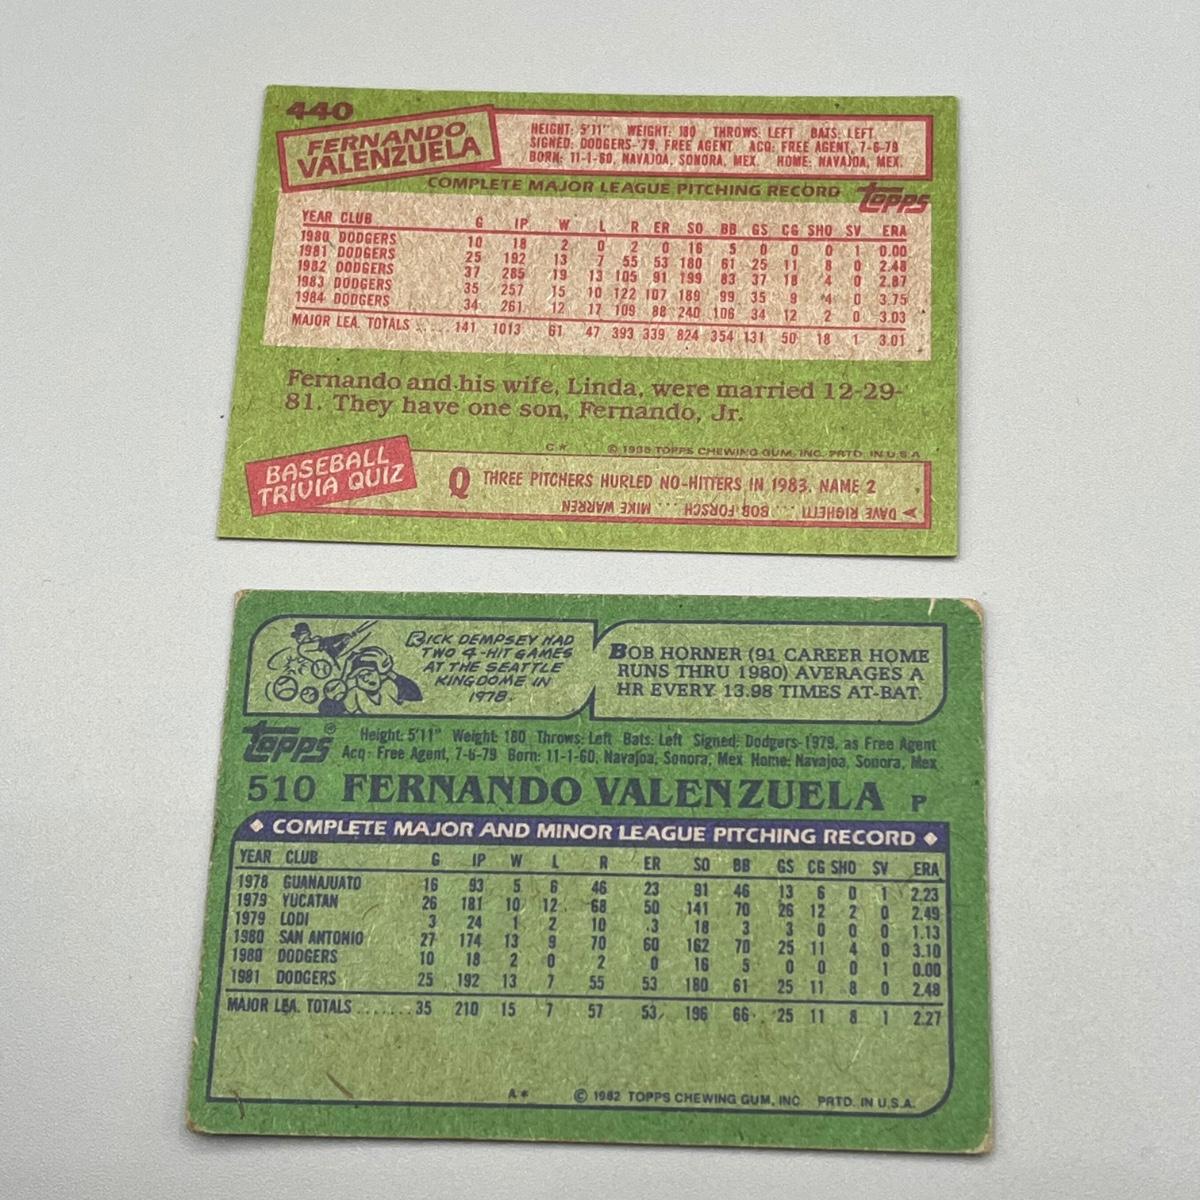 440
FERNANDO
VALENZUELA
HEIGHT: 5'11" WEIGHT: 180 THROWS: LEFT BATS: LEFT
SIGNED: DODGERS-'79, FREE AGENT ACQ: FREE AGENT, 7-6-79
BORN: 11-1-60, NAVAJOA, SONORA, MEX. HOME: NAVAJOA, MEX.
COMPLETE MAJOR LEAGUE PITCHING RECORD
topps
YEAR CLUB G IP W L R ER SO BB GS CG SHO SV ERA
1980 DODGERS 10 18 2 0 2 0 16 5 0 0 0 1 0.00
1981 DODGERS 25 192 13 7 55 53 180 61 25 11 8 0 2.48
1982 DODGERS 37 285 19 13 105 91 199 83 37 18 4 0 2.87
1983 DODGERS 35 257 15 10 122 107 189 99 35 9 4 0 3.75
1984 DODGERS 34 261 12 17 109 88 240 106 34 12 2 0 3.03
MAJOR LEA. TOTALS ..... 141 1013 61 47 393 339 824 354 131 50 18 1 3.01
Fernando and his wife, Linda, were married 12-29-
81. They have one son, Fernando, Jr.
C* © 1985 TOPPS CHEWING GUM, INC. PRTD. IN U.S.A.
BASEBALL
TRIVIA QUIZ
Q THREE PITCHERS HURLED NO-HITTERS IN 1983. NAME 2
DAVE RIGHETTI ... BOB FORSCH ... MIKE WARREN
RICK DEMPSEY HAD
TWO 4-HIT GAMES
AT THE SEATTLE
KINGDOME IN
1978.
BOB HORNER (91 CAREER HOME
RUNS THRU 1980) AVERAGES A
HR EVERY 13.98 TIMES AT-BAT.
topps®
Height: 5'11" Weight: 180 Throws: Left Bats: Left Signed: Dodgers-1979, as Free Agent
Acq: Free Agent, 7-6-79 Born: 11-1-60, Navajoa, Sonora, Mex Home: Navajoa, Sonora, Mex
510 FERNANDO VALENZUELA P
COMPLETE MAJOR AND MINOR LEAGUE PITCHING RECORD
YEAR CLUB G IP W L R ER SO BB GS CG SHO SV ERA
1978 GUANAJUATO 16 93 5 6 46 23 91 46 13 6 0 1 2.23
1979 YUCATAN 26 181 10 12 68 50 141 70 26 12 2 0 2.49
1979 LODI 3 24 1 2 10 3 18 3 3 0 0 0 1.13
1980 SAN ANTONIO 27 174 13 9 70 60 162 70 25 11 4 0 3.10
1980 DODGERS 10 18 2 0 2 0 16 5 0 0 0 1 0.00
1981 DODGERS 25 192 13 7 55 53 180 61 25 11 8 0 2.48
MAJOR LEA. TOTALS ....... 35 210 15 7 57 53 196 66 25 11 8 1 2.27
A* © 1982 TOPPS CHEWING GUM, INC. PRTD. IN U.S.A.